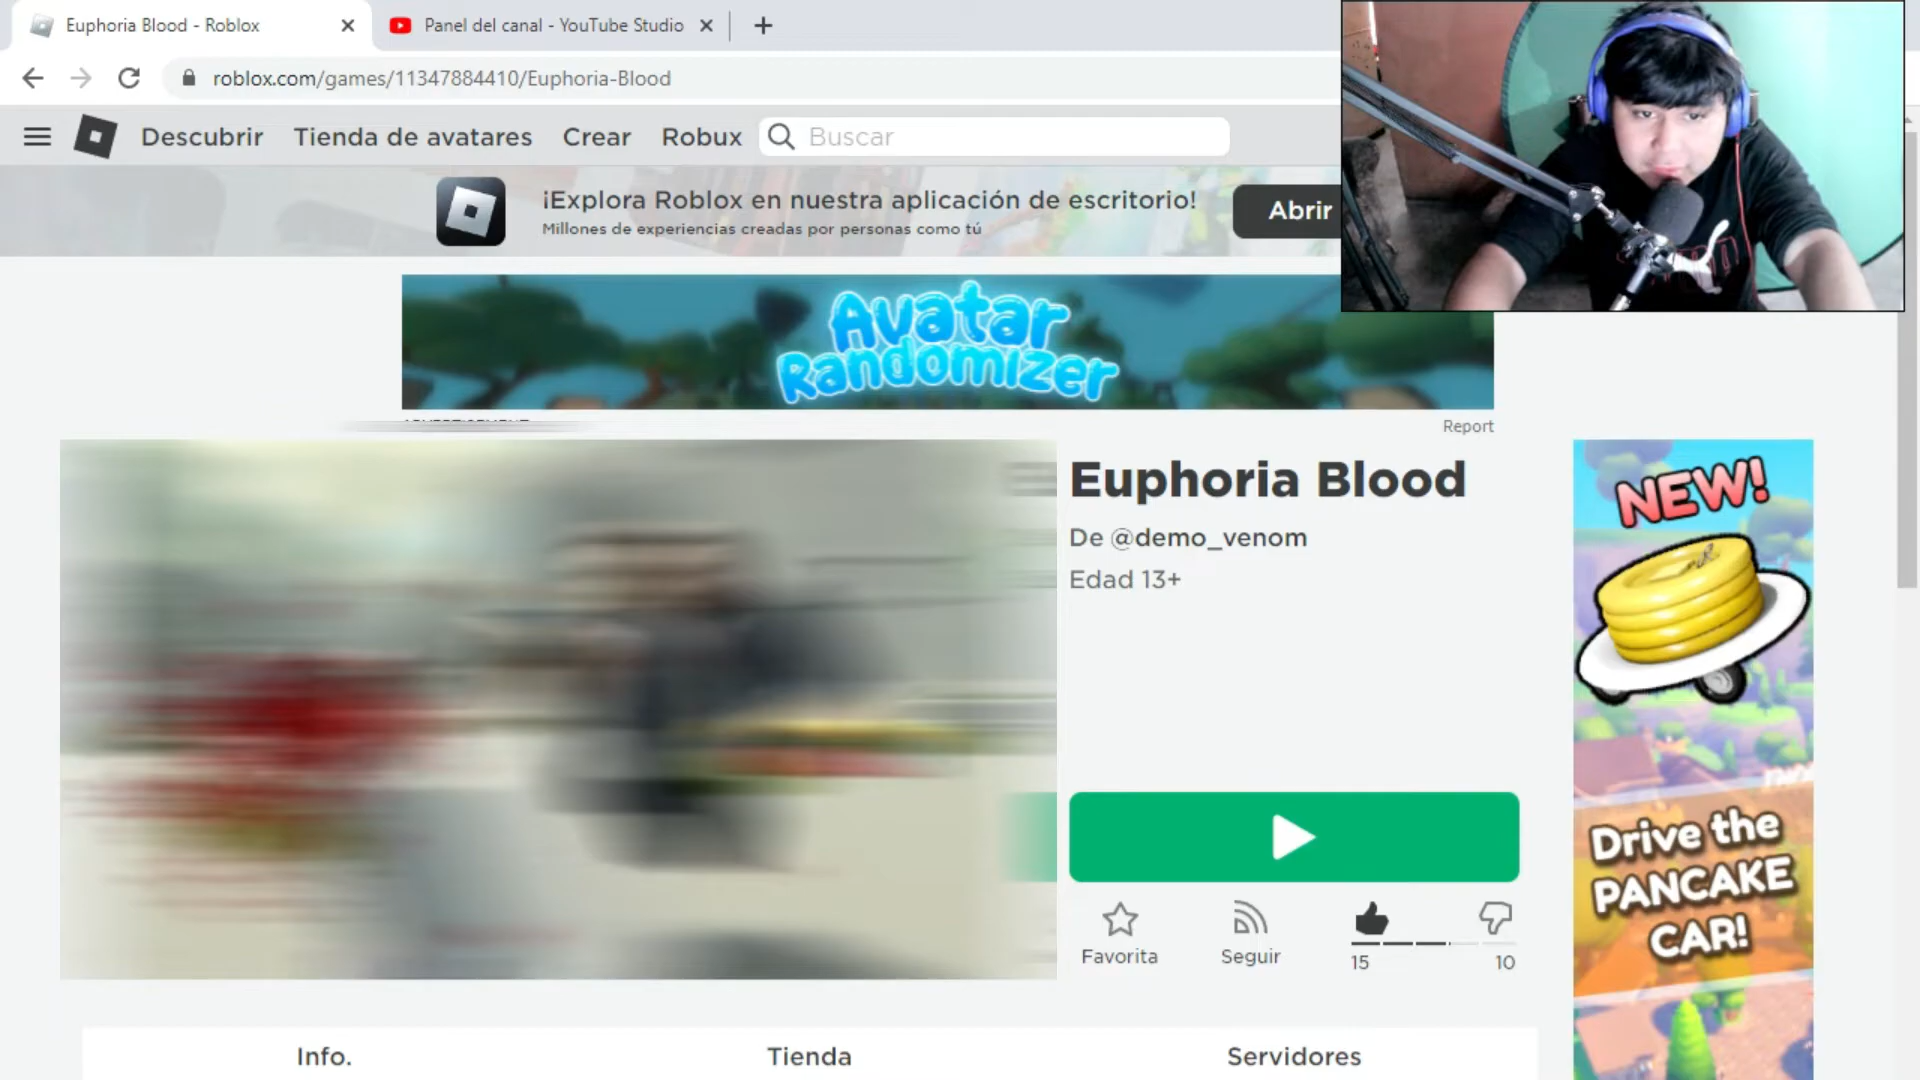 Euphoria Blood - Roblox
Panel del canal - YouTube Studio
roblox.com/games/11347884410/Euphoria-Blood
Descubrir
Tienda de avatares
Crear
Robux
Buscar
¡Explora Roblox en nuestra aplicación de escritorio!
Millones de experiencias creadas por personas como tú
Abrir
Avatar
Randomizer
Report
Euphoria Blood
De @demo_venom
Edad 13+
Favorita
Seguir
15
10
NEW!
Drive the
PANCAKE
CAR!
Info.
Tienda
Servidores